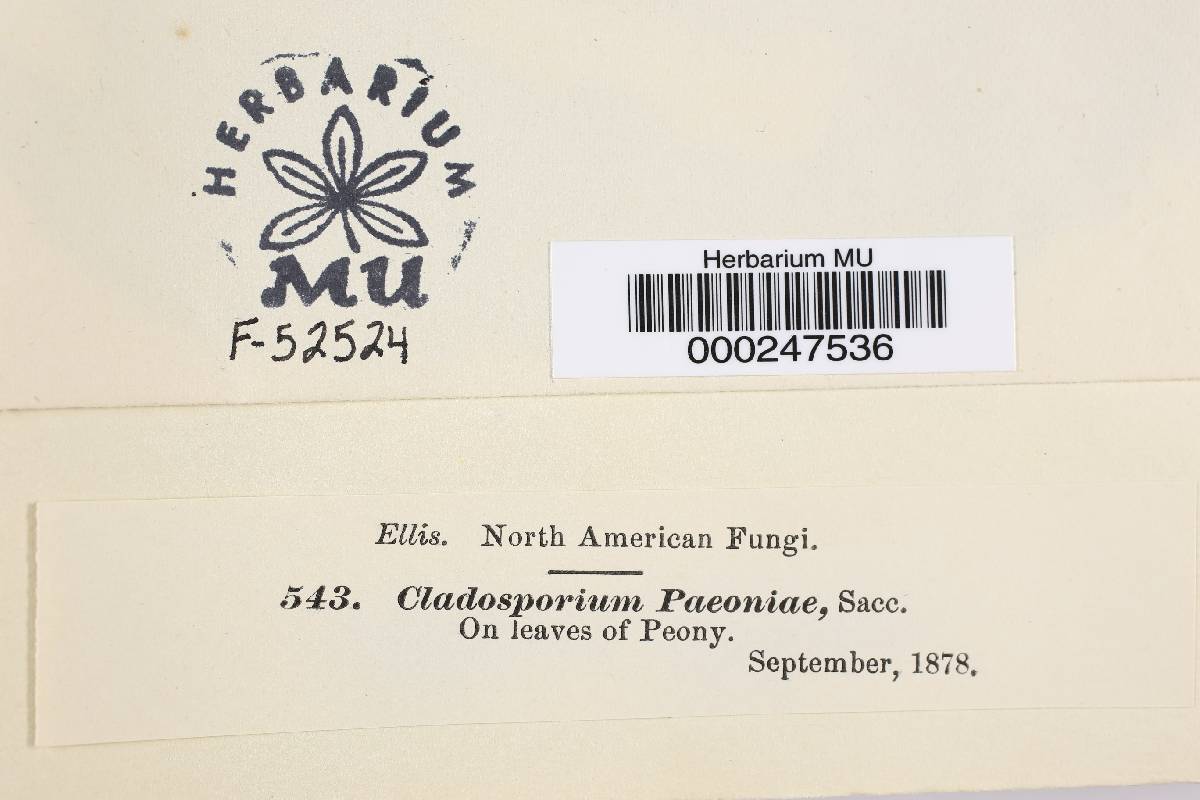 HERBARIUM
MU
F-52524
Herbarium MU
000247536
Ellis. North American Fungi.
543. Cladosporium Paeoniae, Sacc.
On leaves of Peony.
September, 1878.